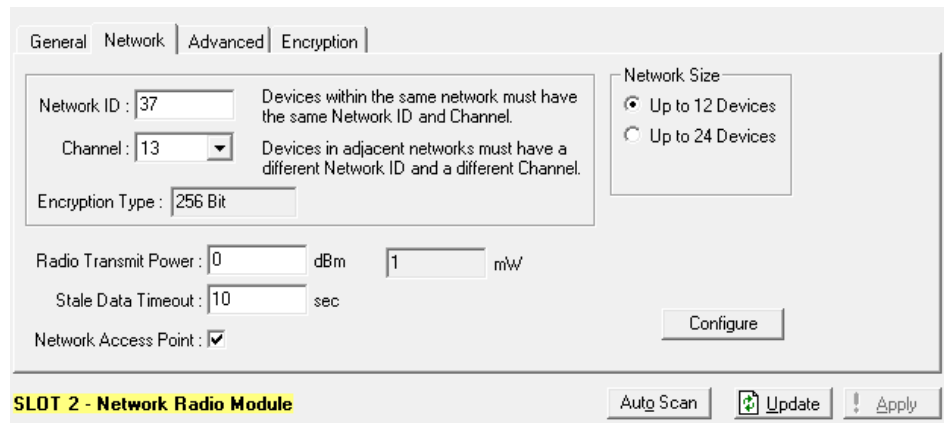 General Network Advanced Encryption
Network ID : 37
Devices within the same network must have
the same Network ID and Channel.
Channel : 13
Devices in adjacent networks must have a
different Network ID and a different Channel.
Encryption Type : 256 Bit
Network Size
Up to 12 Devices
Up to 24 Devices
Radio Transmit Power : 0 dBm 1 mW
Stale Data Timeout : 10 sec
Network Access Point :
Configure
SLOT 2 - Network Radio Module
Auto Scan Update ! Apply